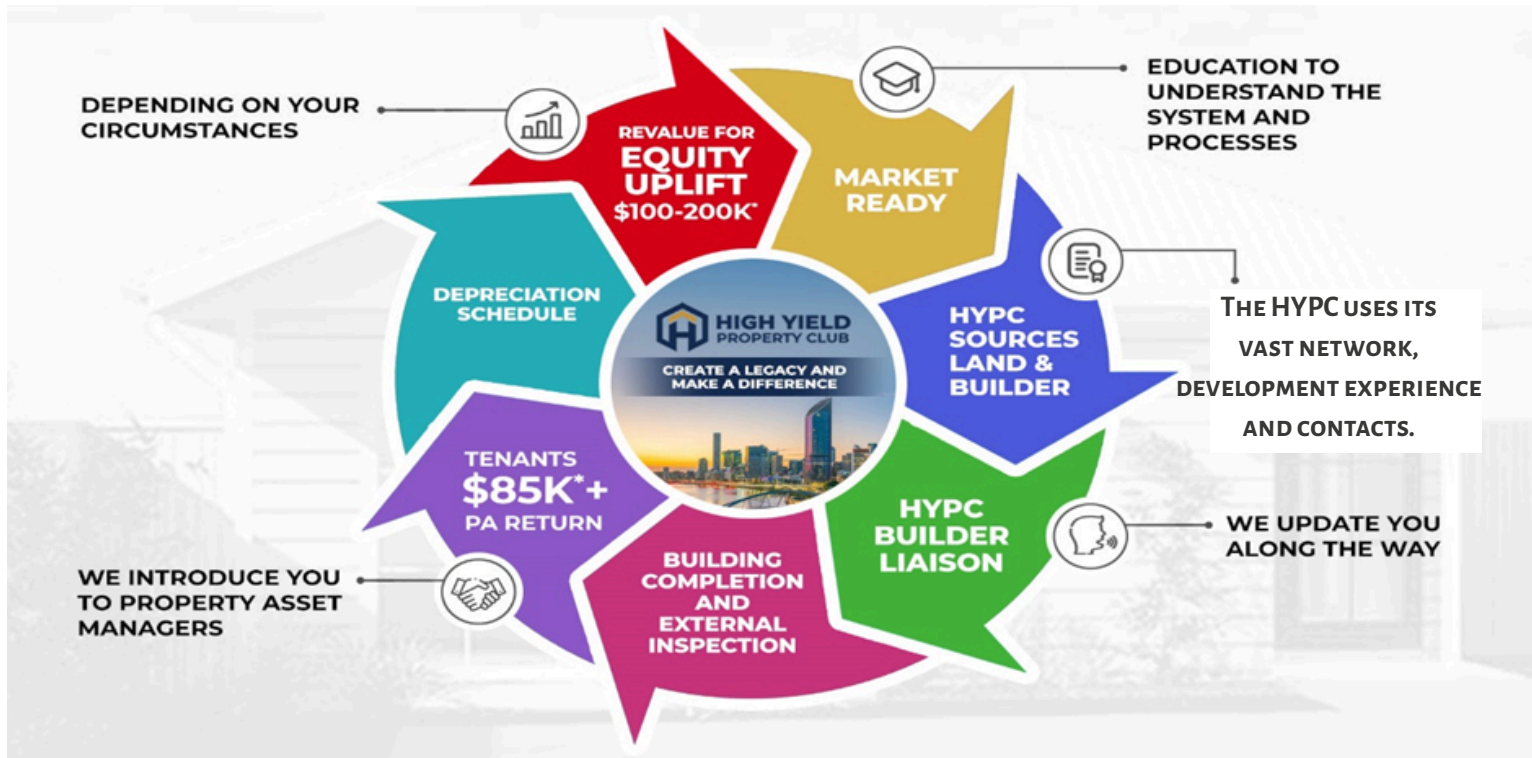 DEPENDING ON YOUR
CIRCUMSTANCES
REVALUE FOR
EQUITY
UPLIFT
$100-200K*
MARKET
READY
EDUCATION TO
UNDERSTAND THE
SYSTEM AND
PROCESSES
HYPC
SOURCES
LAND &
BUILDER
THE HYPC USES ITS
VAST NETWORK,
DEVELOPMENT EXPERIENCE
AND CONTACTS.
HYPC
BUILDER
LIAISON
WE UPDATE YOU
ALONG THE WAY
BUILDING
COMPLETION
AND
EXTERNAL
INSPECTION
TENANTS
$85K*+
PA RETURN
WE INTRODUCE YOU
TO PROPERTY ASSET
MANAGERS
DEPRECIATION
SCHEDULE
HIGH YIELD
PROPERTY CLUB
CREATE A LEGACY AND
MAKE A DIFFERENCE